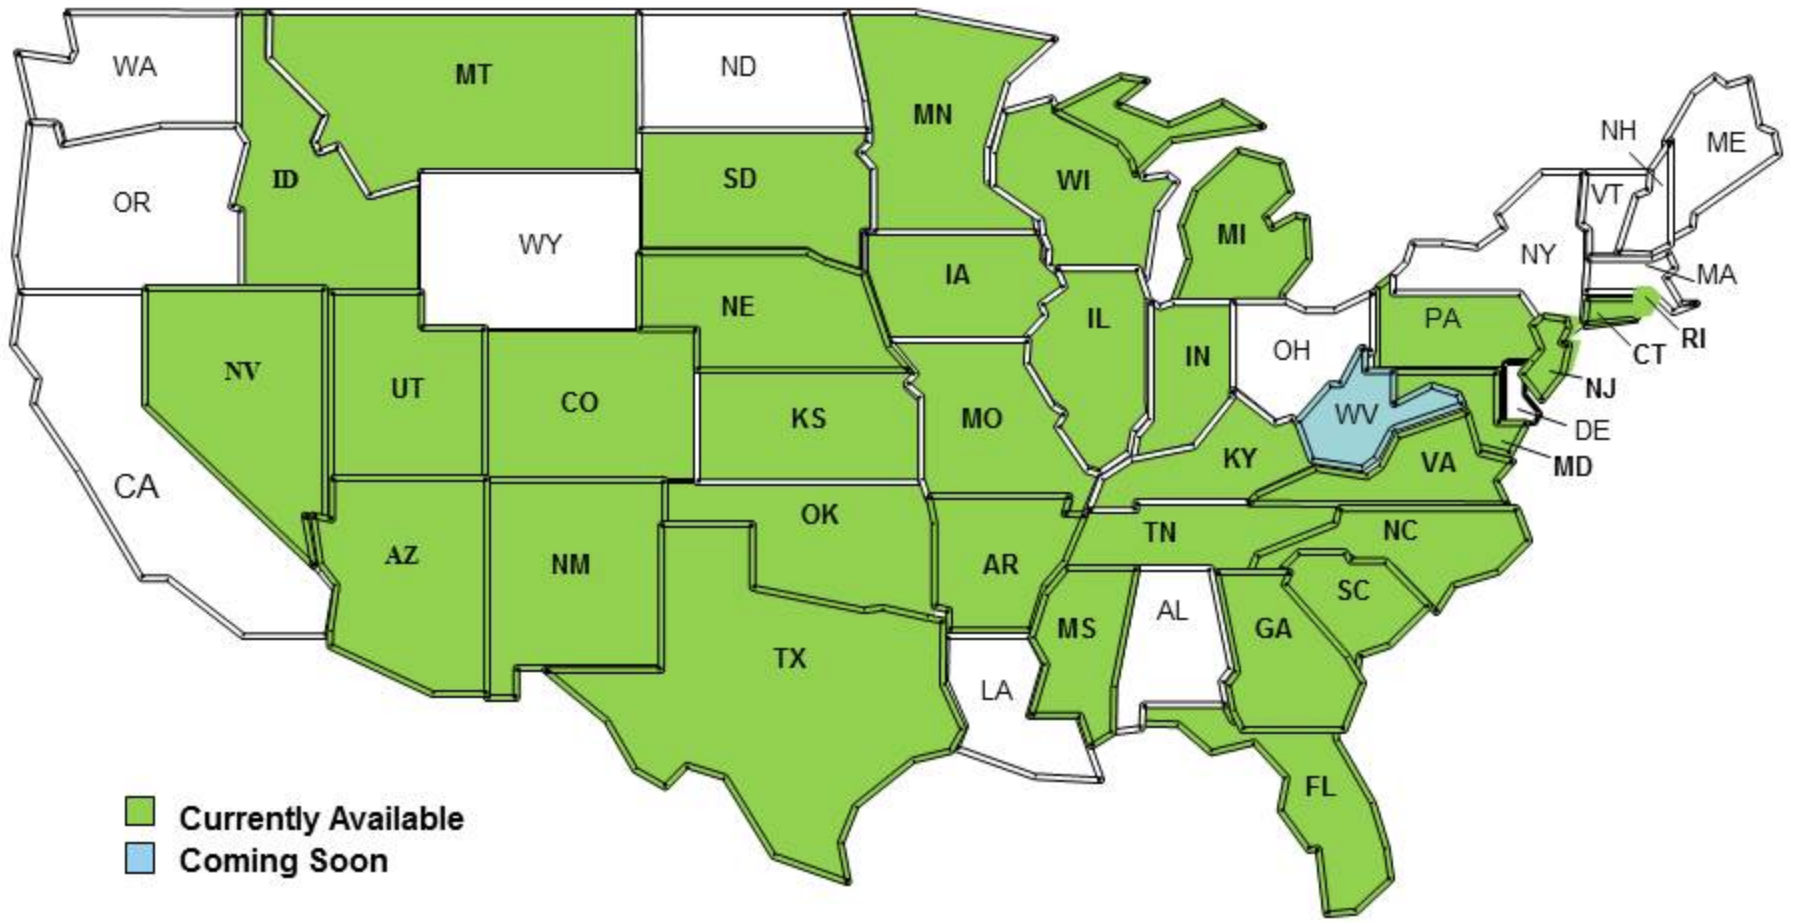 WA
MT
ND
MN
NH
ME
ID
SD
WI
VT
OR
WY
MI
NY
IA
MA
NE
IL
PA
RI
NV
UT
IN
OH
CT
CO
NJ
KS
MO
WV
DE
CA
KY
VA
MD
OK
TN
NC
AZ
NM
AR
SC
TX
MS
AL
GA
LA
FL
Currently Available
Coming Soon